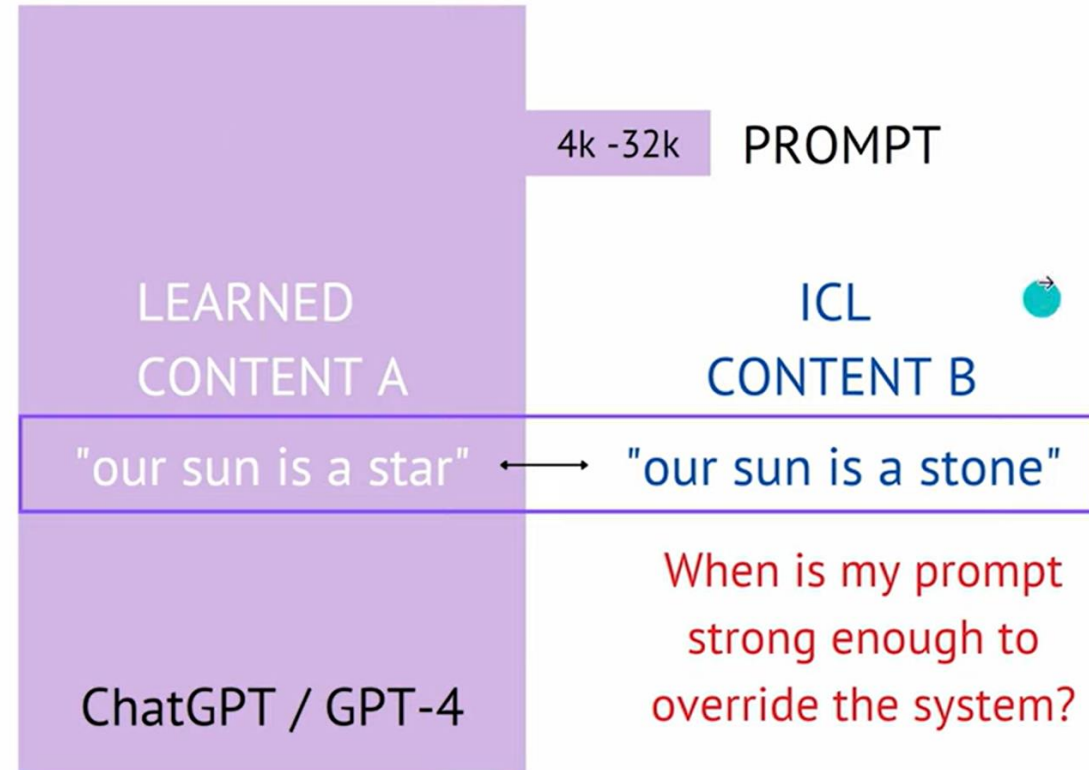 4k -32k
PROMPT
LEARNED
CONTENT A
ICL
CONTENT B
"our sun is a star"
"our sun is a stone"
When is my prompt
strong enough to
override the system?
ChatGPT / GPT-4